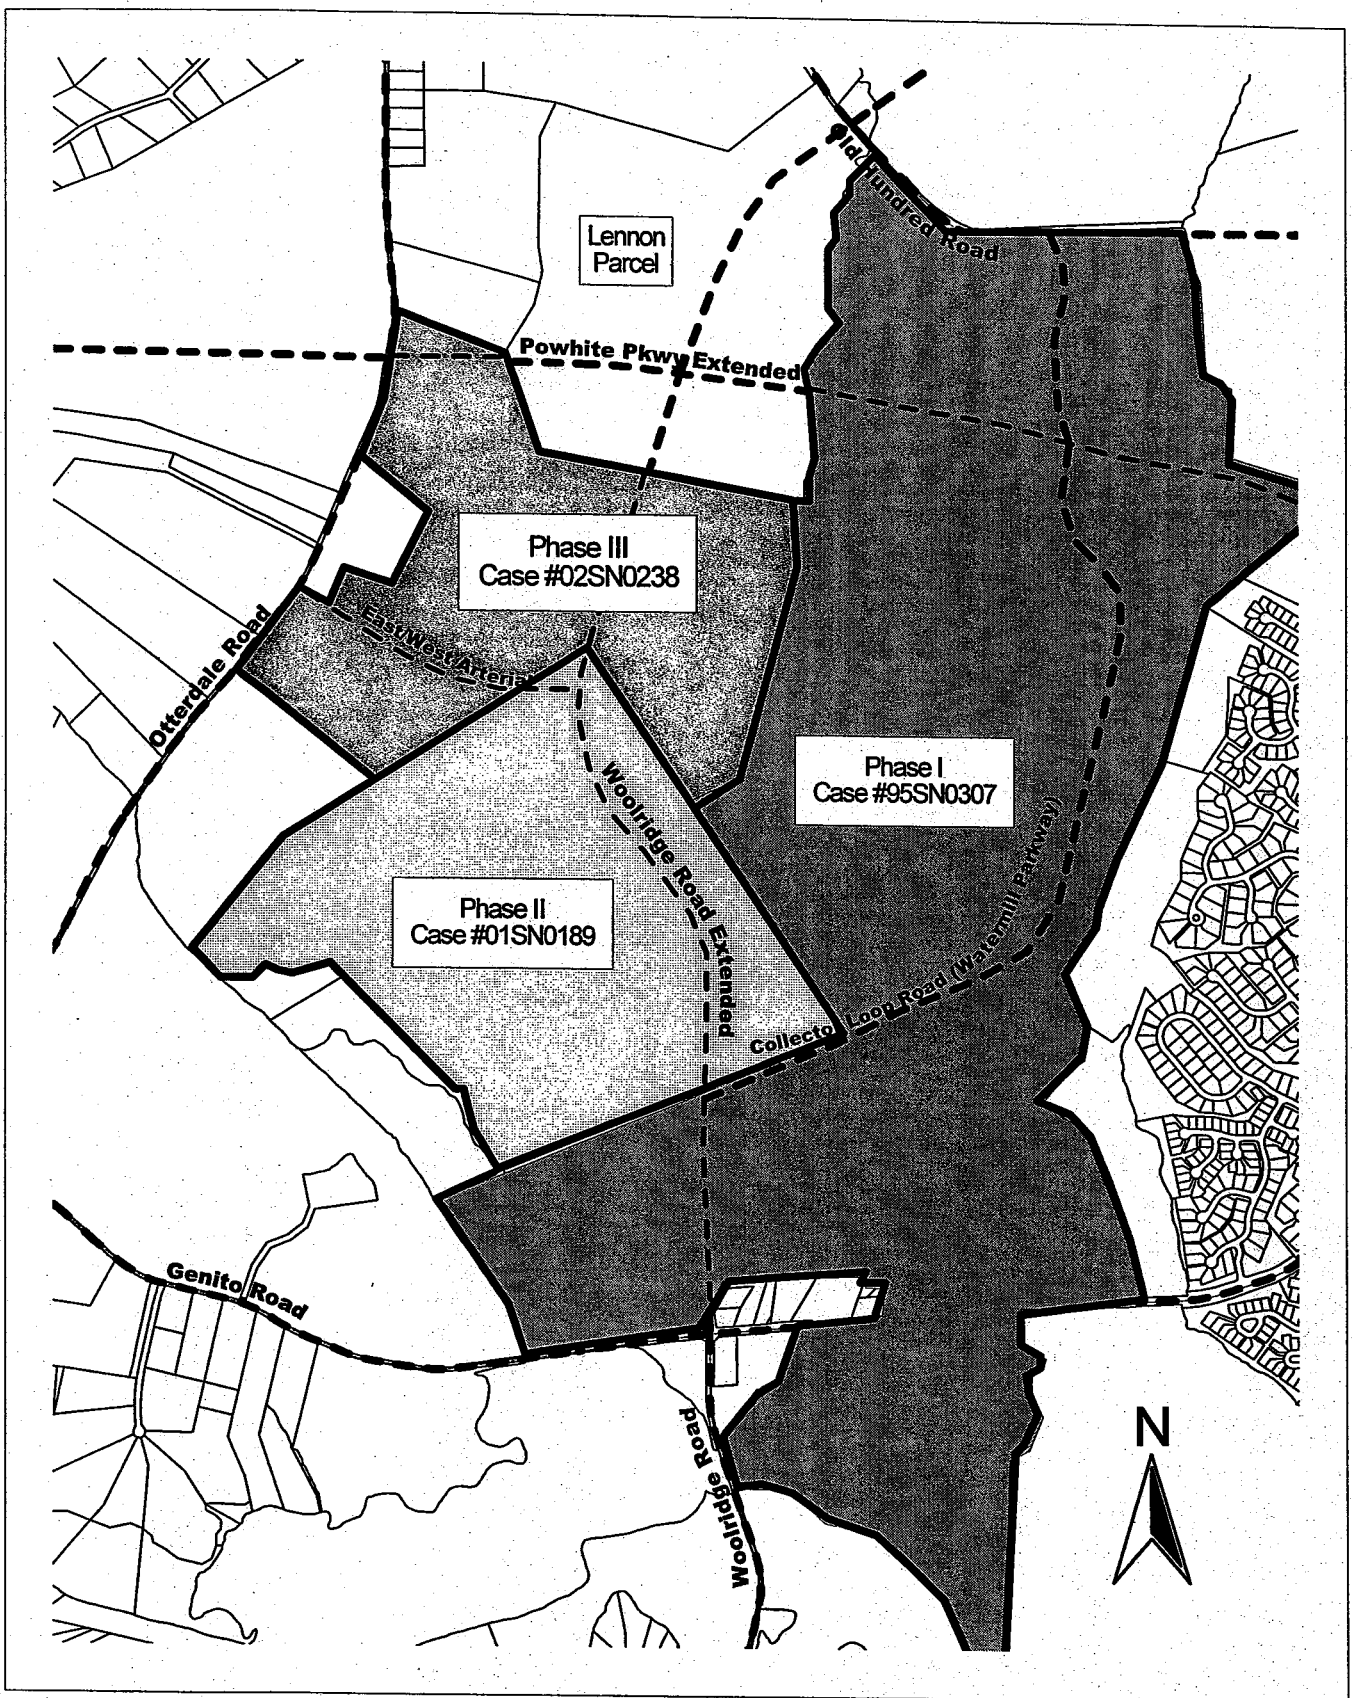 Old Hundred Road
Lennon
Parcel
Powhite Pkwy Extended
Phase III
Case #02SN0238
East/West Arterial
Otterdale Road
Phase I
Case #95SN0307
Woolridge Road Extended
Phase II
Case #01SN0189
Collector Loop Road (Watermill Parkway)
Genito Road
Woolridge Road
N